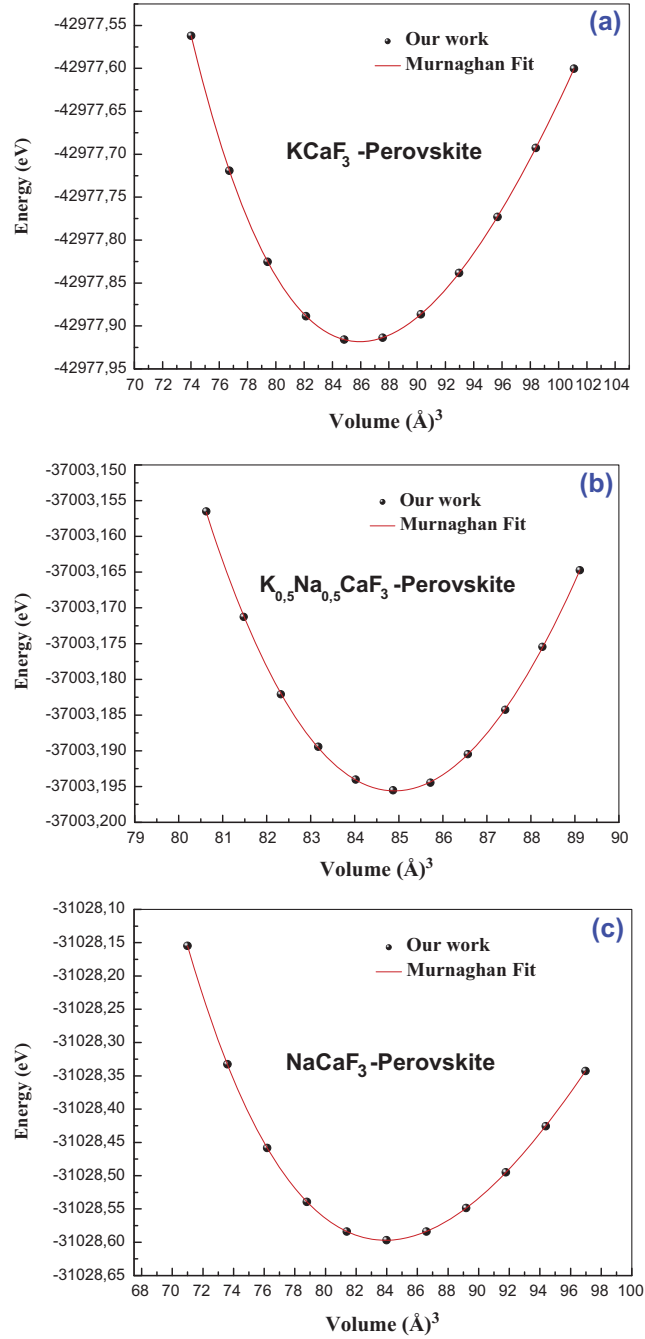 (a)
-42977,55
-42977,60
-42977,65
-42977,70
-42977,75
-42977,80
-42977,85
-42977,90
-42977,95
Energy (eV)
Our work
Murnaghan Fit
KCaF3 -Perovskite
70 72 74 76 78 80 82 84 86 88 90 92 94 96 98 100 102 104
Volume (Å)3
(b)
-37003,150
-37003,155
-37003,160
-37003,165
-37003,170
-37003,175
-37003,180
-37003,185
-37003,190
-37003,195
-37003,200
Energy (eV)
Our work
Murnaghan Fit
K0,5Na0,5CaF3 -Perovskite
79 80 81 82 83 84 85 86 87 88 89 90
Volume (Å)3
(c)
-31028,10
-31028,15
-31028,20
-31028,25
-31028,30
-31028,35
-31028,40
-31028,45
-31028,50
-31028,55
-31028,60
-31028,65
Energy (eV)
Our work
Murnaghan Fit
NaCaF3 -Perovskite
68 70 72 74 76 78 80 82 84 86 88 90 92 94 96 98 100
Volume (Å)3